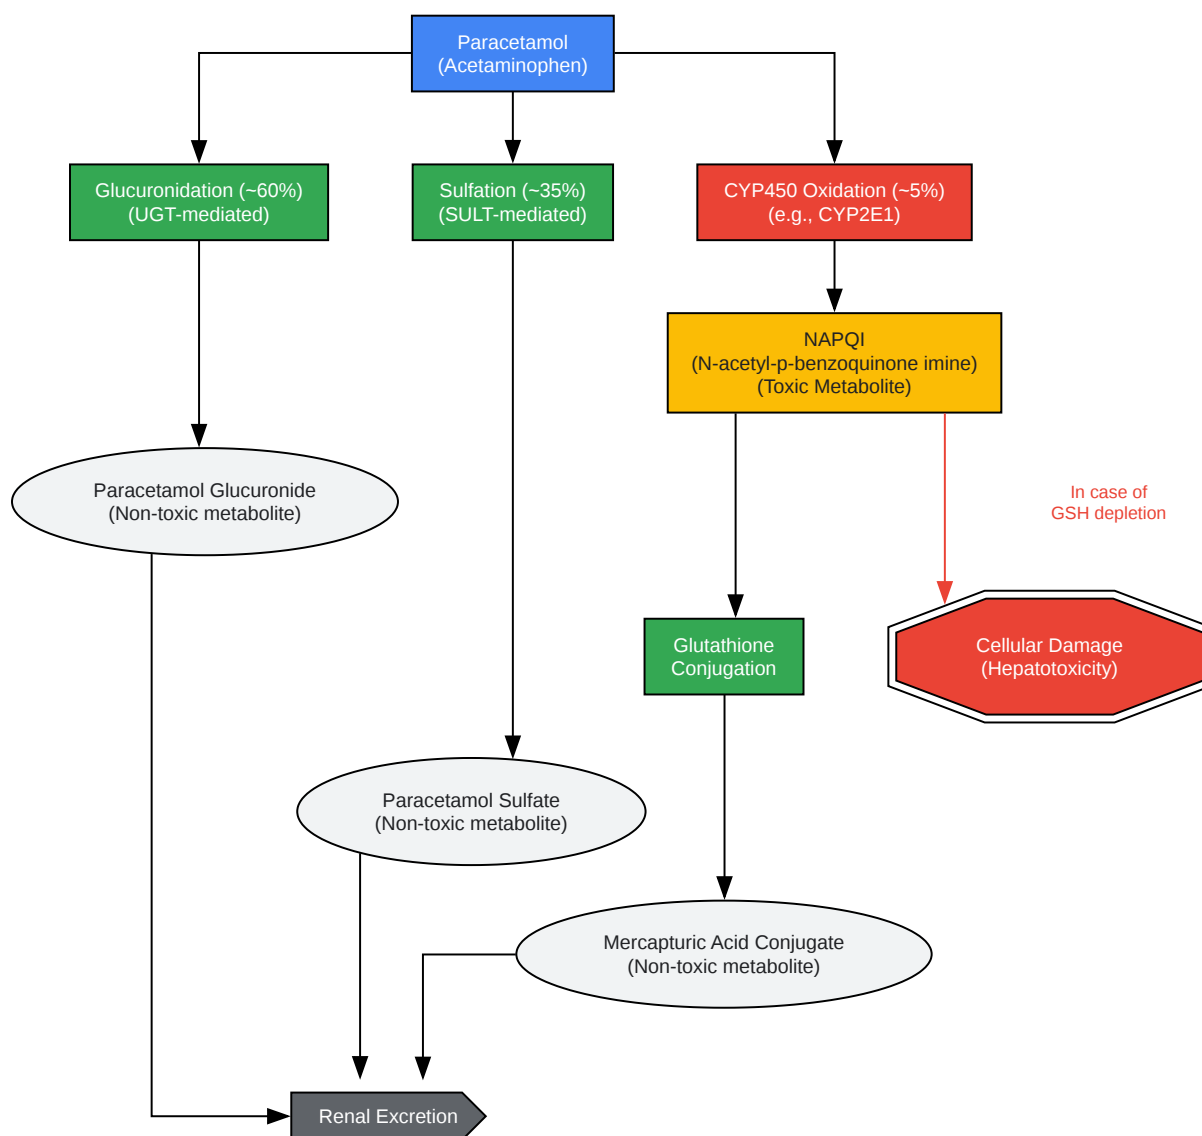 Paracetamol
(Acetaminophen)
Glucuronidation (~60%)
(UGT-mediated)
Sulfation (~35%)
(SULT-mediated)
CYP450 Oxidation (~5%)
(e.g., CYP2E1)
NAPQI
(N-acetyl-p-benzoquinone imine)
(Toxic Metabolite)
Paracetamol Glucuronide
(Non-toxic metabolite)
In case of
GSH depletion
Glutathione
Conjugation
Cellular Damage
(Hepatotoxicity)
Paracetamol Sulfate
(Non-toxic metabolite)
Mercapturic Acid Conjugate
(Non-toxic metabolite)
Renal Excretion